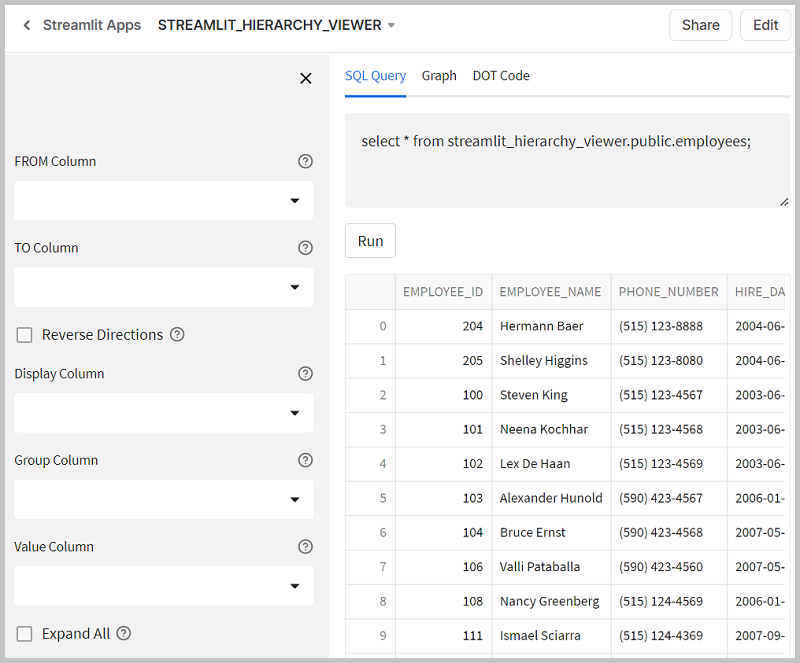 Streamlit Apps STREAMLIT_HIERARCHY_VIEWER Share Edit
FROM Column
TO Column
Reverse Directions
Display Column
Group Column
Value Column
Expand All
SQL Query Graph DOT Code
select * from streamlit_hierarchy_viewer.public.employees;
Run
EMPLOYEE_ID EMPLOYEE_NAME PHONE_NUMBER HIRE_DA
0 204 Hermann Baer (515) 123-8888 2004-06-
1 205 Shelley Higgins (515) 123-8080 2004-06-
2 100 Steven King (515) 123-4567 2003-06-
3 101 Neena Kochhar (515) 123-4568 2003-06-
4 102 Lex De Haan (515) 123-4569 2003-06-
5 103 Alexander Hunold (590) 423-4567 2006-01-
6 104 Bruce Ernst (590) 423-4568 2007-05-
7 106 Valli Pataballa (590) 423-4560 2007-05-
8 108 Nancy Greenberg (515) 124-4569 2006-01-
9 111 Ismael Sciarra (515) 124-4369 2007-09-